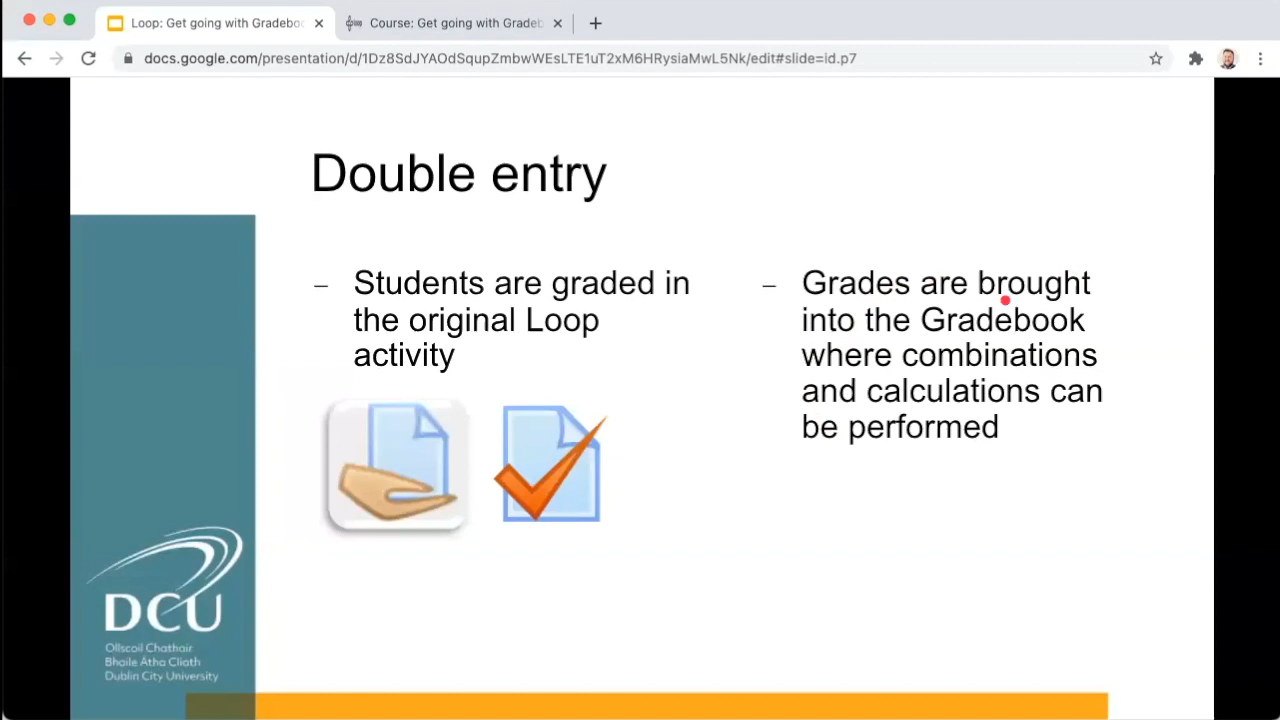 Loop: Get going with Gradeboo
Course: Get going with Gradeb
docs.google.com/presentation/d/1Dz8SdJYAOdSqupZmbwWEsLTE1uT2xM6HRysiaMwL5Nk/edit#slide=id.p7
Double entry
– Students are graded in
the original Loop
activity
– Grades are brought
into the Gradebook
where combinations
and calculations can
be performed
DCU
Ollscoil Chathair
Bhaile Átha Cliath
Dublin City University